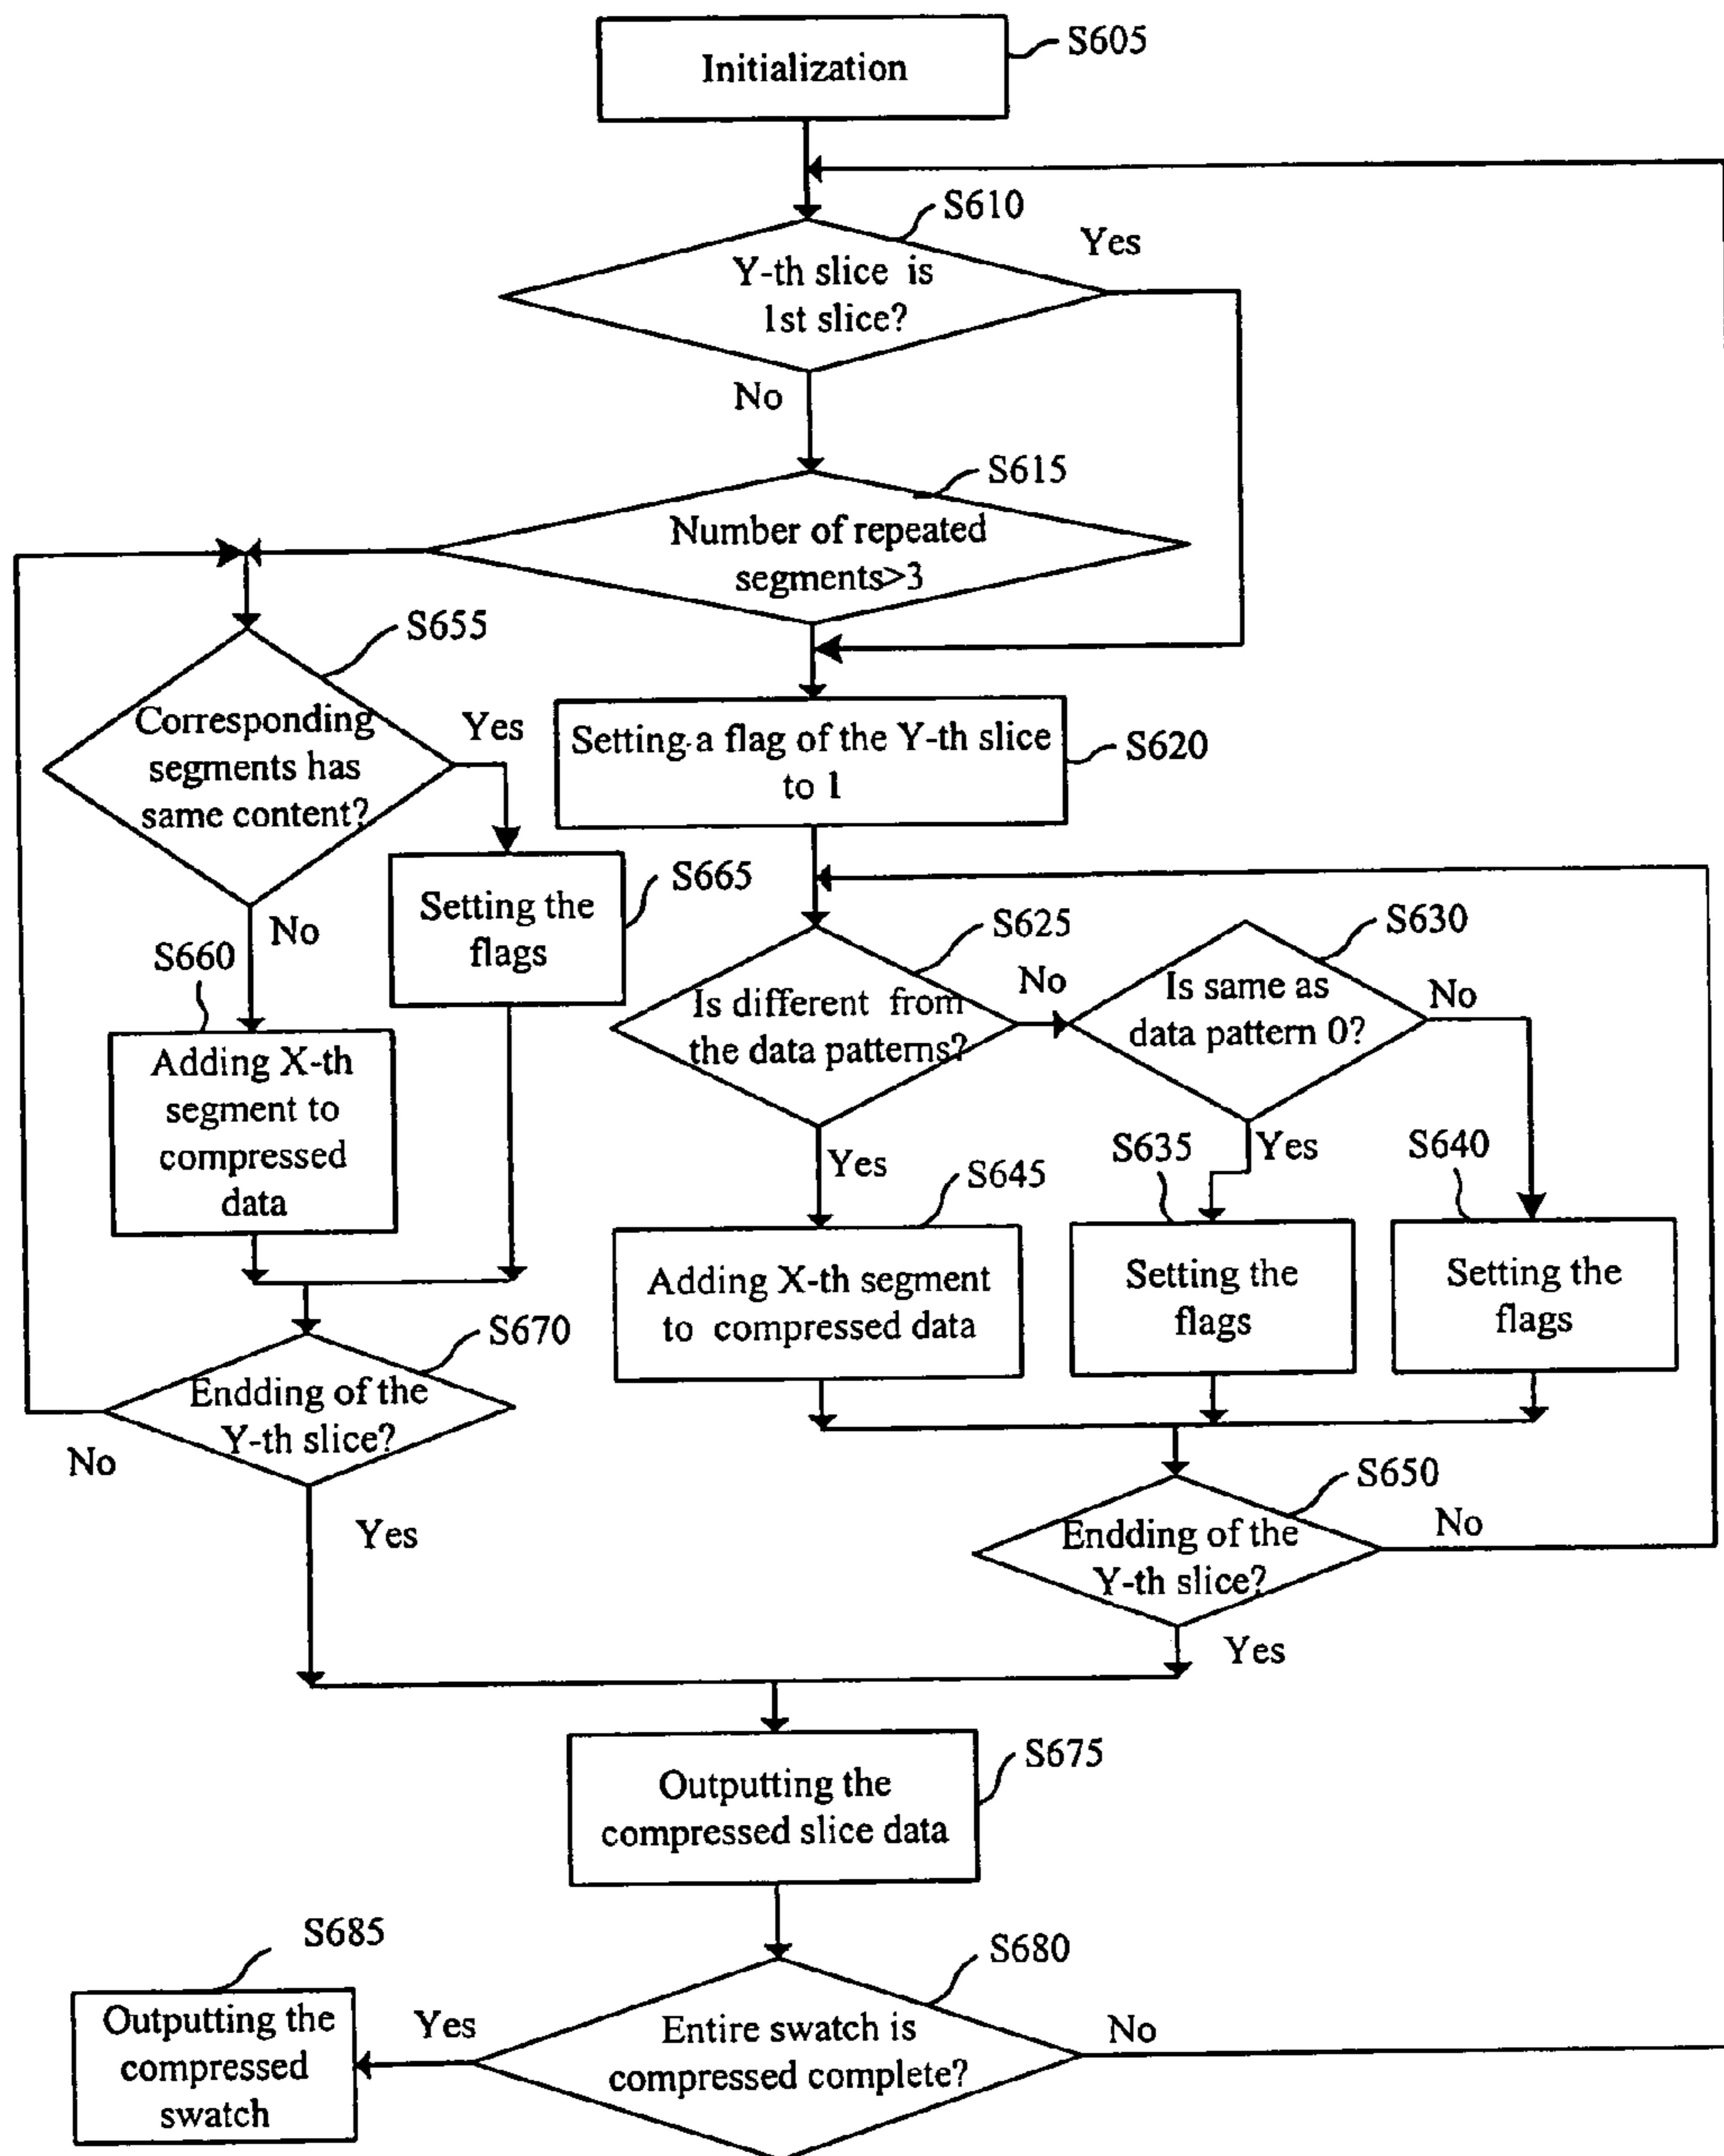 Initialization
S605
S610
Yes
Y-th slice is
1st slice?
No
S615
Number of repeated
segments>3
S655
Corresponding
segments has
same content?
Yes
Setting a flag of the Y-th slice
to 1
S620
S665
Setting the
flags
No
S660
Adding X-th
segment to
compressed
data
S625
Is different from
the data patterns?
No
S630
Is same as
data pattern 0?
No
Yes
S645
Adding X-th segment
to compressed data
S635
Yes
Setting the
flags
S640
Setting the
flags
S670
Endding of the
Y-th slice?
No
Yes
S650
Endding of the
Y-th slice?
No
Yes
S675
Outputting the
compressed slice data
S685
Outputting the
compressed
swatch
Yes
S680
Entire swatch is
compressed complete?
No